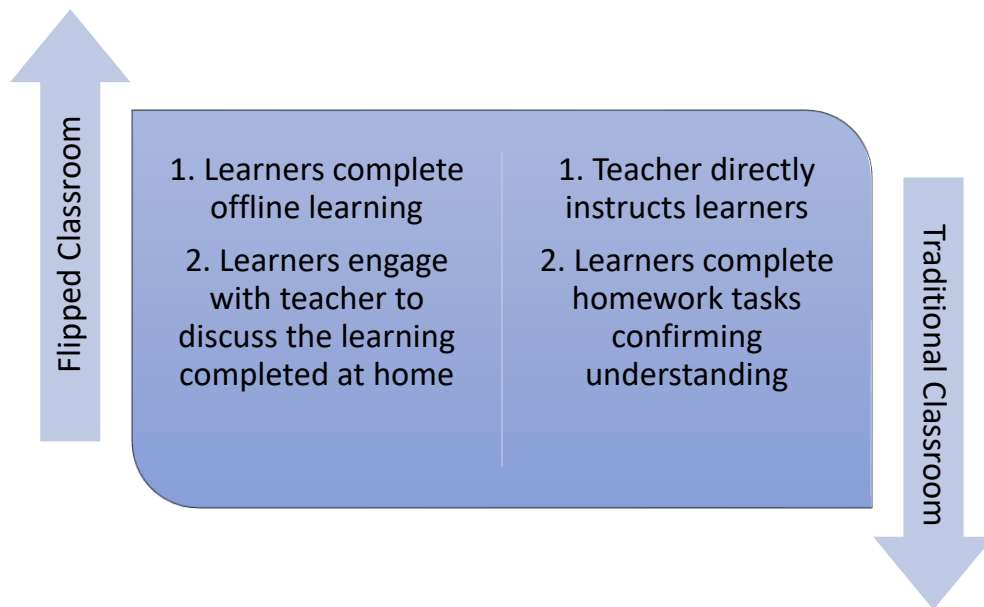 Flipped Classroom
1. Learners complete
offline learning
2. Learners engage
with teacher to
discuss the learning
completed at home
1. Teacher directly
instructs learners
2. Learners complete
homework tasks
confirming
understanding
Traditional Classroom